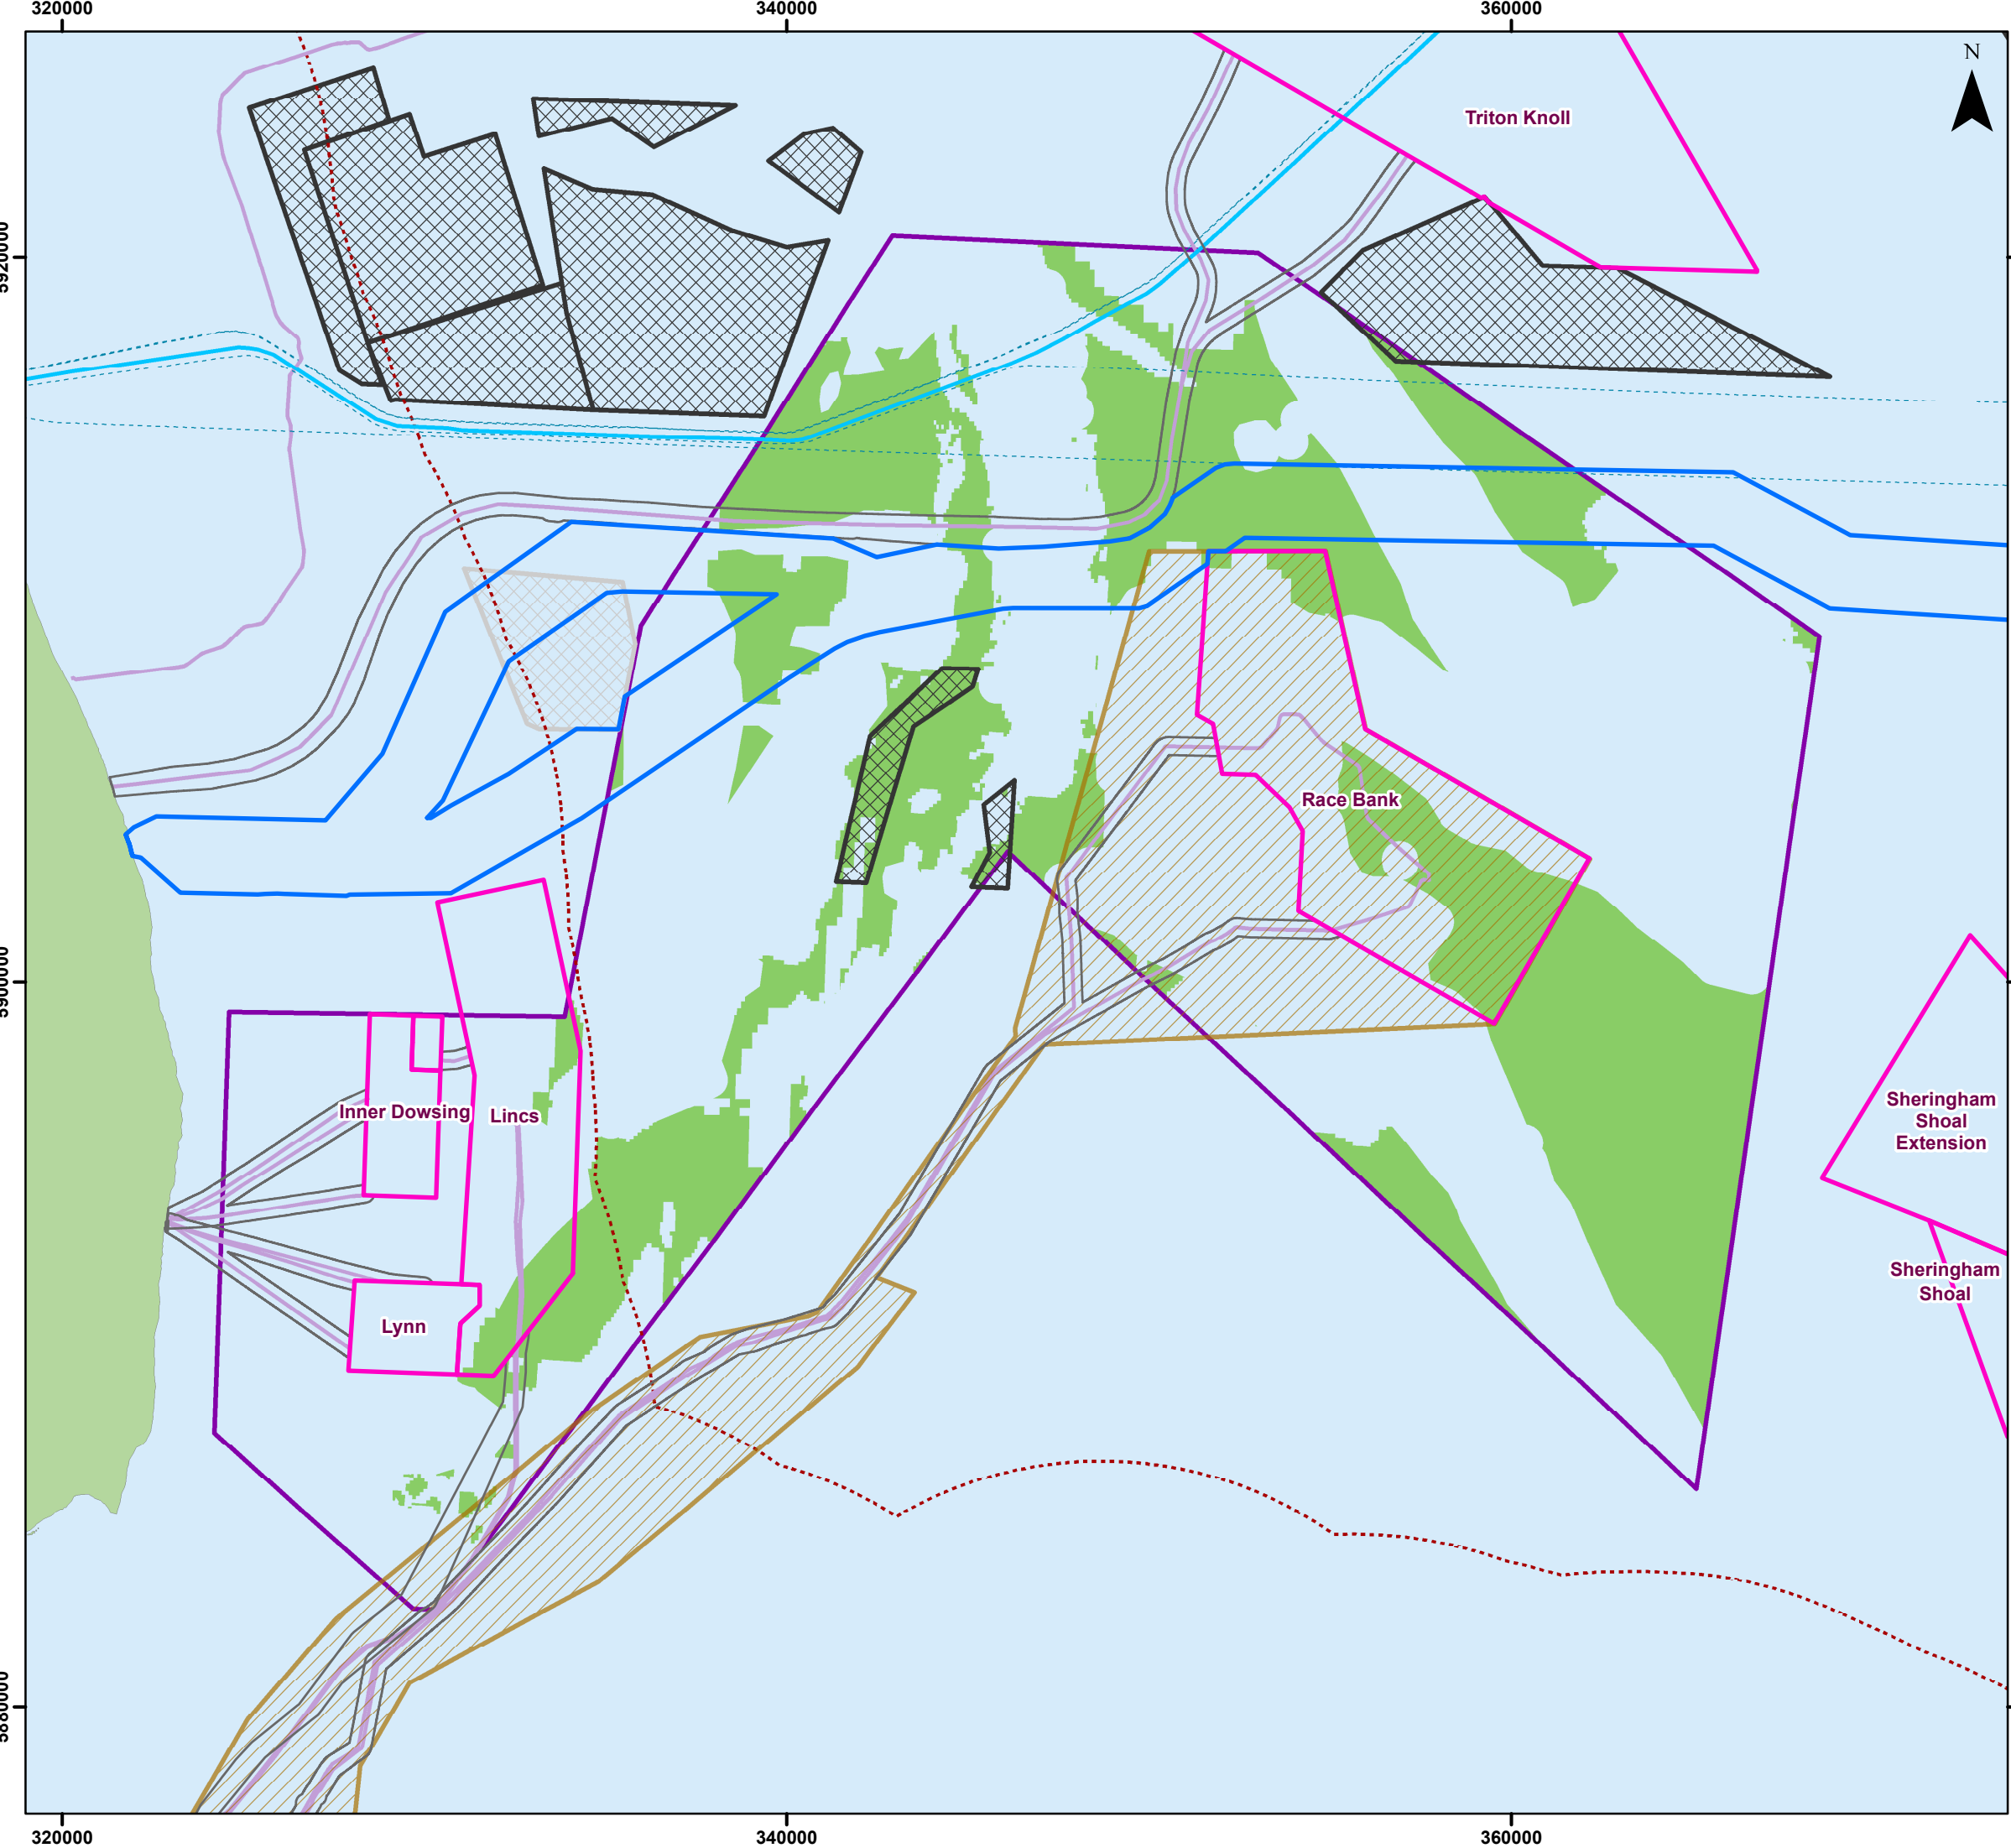 320000 340000 360000
N
Triton Knoll
Race Bank
Inner Dowsing
Lincs
Sheringham
Shoal
Extension
Sheringham
Shoal
Lynn
320000 340000 360000